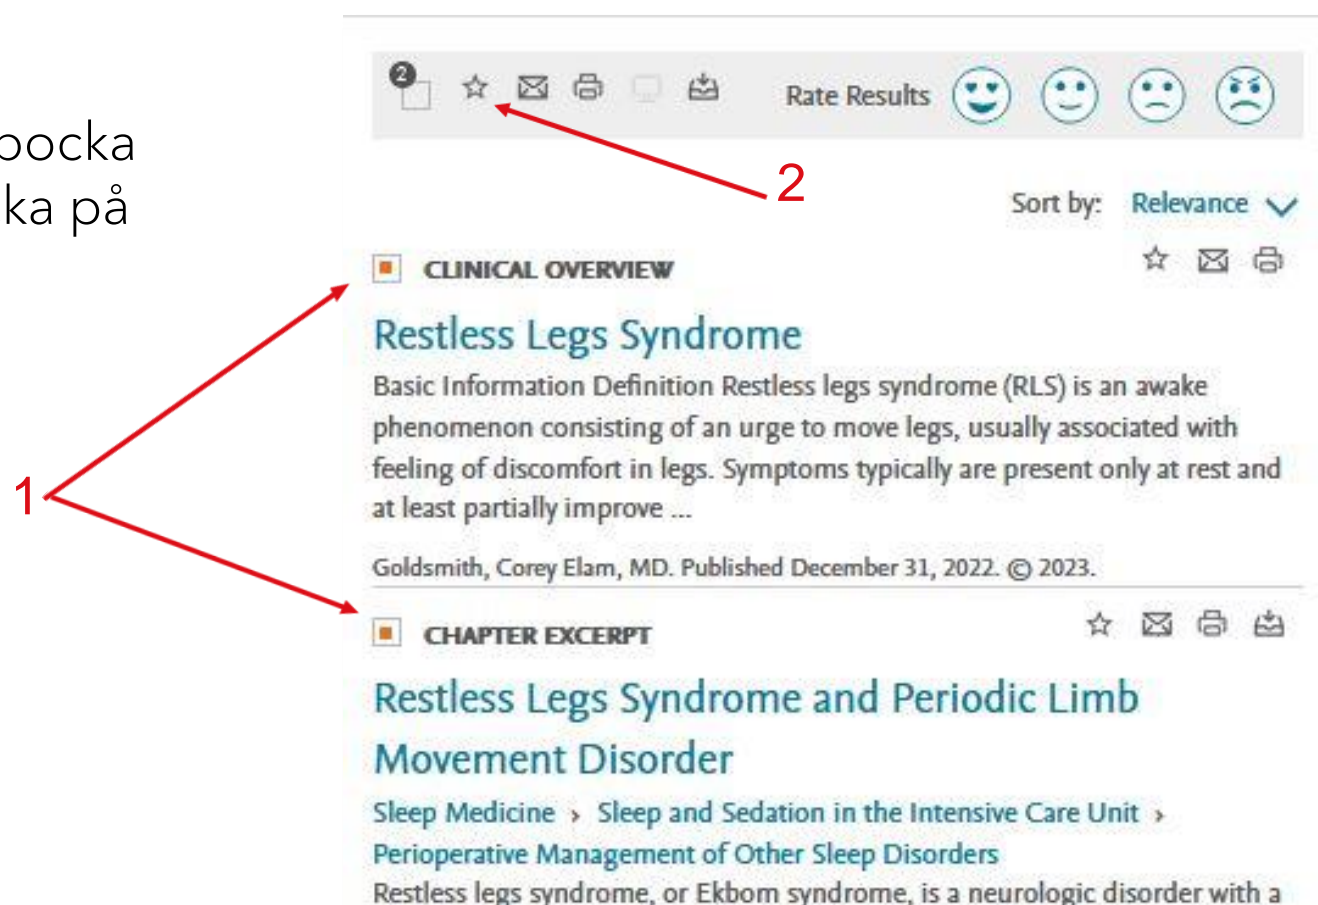 pocka
ka på
2
Rate Results
2
Sort by: Relevance
CLINICAL OVERVIEW
Restless Legs Syndrome
Basic Information Definition Restless legs syndrome (RLS) is an awake
phenomenon consisting of an urge to move legs, usually associated with
feeling of discomfort in legs. Symptoms typically are present only at rest and
at least partially improve ...
1
Goldsmith, Corey Elam, MD. Published December 31, 2022. © 2023.
CHAPTER EXCERPT
Restless Legs Syndrome and Periodic Limb
Movement Disorder
Sleep Medicine › Sleep and Sedation in the Intensive Care Unit ›
Perioperative Management of Other Sleep Disorders
Restless legs syndrome, or Ekbom syndrome, is a neurologic disorder with a